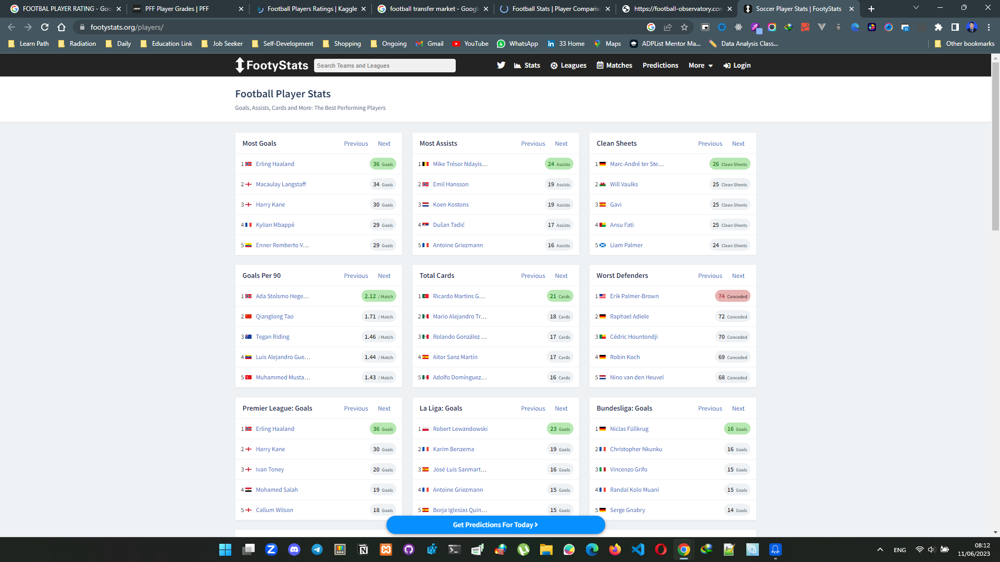 FOOTBAL PLAYER RATING - Goo
PFF Player Grades | PFF
Football Players Ratings | Kaggle
football transfer market - Googl
Football Stats | Player Comparis
https://football-observatory.con
Soccer Player Stats | FootyStats
footystats.org/players/
Learn Path
Radiation
Daily
Education Link
Job Seeker
Self-Development
Shopping
Ongoing
Gmail
YouTube
WhatsApp
33 Home
Maps
ADPList Mentor Ma...
Data Analysis Class...
Other bookmarks
FootyStats
Search Teams and Leagues
Stats
Leagues
Matches
Predictions
More
Login
Football Player Stats
Goals, Assists, Cards and More: The Best Performing Players
Most Goals Previous Next
1 Erling Haaland 36 Goals
2 Macaulay Langstaff 34 Goals
3 Harry Kane 30 Goals
4 Kylian Mbappé 29 Goals
5 Enner Remberto V... 29 Goals
Most Assists Previous Next
1 Mike Trésor Ndayis... 24 Assists
2 Emil Hansson 19 Assists
3 Koen Kostons 19 Assists
4 Dušan Tadić 17 Assists
5 Antoine Griezmann 16 Assists
Clean Sheets Previous Next
1 Marc-André ter Ste... 26 Clean Sheets
2 Will Vaulks 25 Clean Sheets
3 Gavi 25 Clean Sheets
4 Ansu Fati 25 Clean Sheets
5 Liam Palmer 24 Clean Sheets
Goals Per 90 Previous Next
1 Ada Stolsmo Hege... 2.12 / Match
2 Qianglong Tao 1.71 / Match
3 Tegan Riding 1.46 / Match
4 Luis Alejandro Gue... 1.44 / Match
5 Muhammed Musta... 1.43 / Match
Total Cards Previous Next
1 Ricardo Martins G... 21 Cards
2 Mario Alejandro Tr... 18 Cards
3 Rolando González ... 17 Cards
4 Aitor Sanz Martín 17 Cards
5 Adolfo Domínguez... 16 Cards
Worst Defenders Previous Next
1 Erik Palmer-Brown 74 Conceded
2 Raphael Adiele 72 Conceded
3 Cédric Hountondji 70 Conceded
4 Robin Koch 69 Conceded
5 Nino van den Heuvel 68 Conceded
Premier League: Goals Previous Next
1 Erling Haaland 36 Goals
2 Harry Kane 30 Goals
3 Ivan Toney 20 Goals
4 Mohamed Salah 19 Goals
5 Callum Wilson 18 Goals
La Liga: Goals Previous Next
1 Robert Lewandowski 23 Goals
2 Karim Benzema 19 Goals
3 José Luis Sanmart... 16 Goals
4 Antoine Griezmann 15 Goals
5 Borja Iglesias Quin... 15 Goals
Bundesliga: Goals Previous Next
1 Niclas Füllkrug 16 Goals
2 Christopher Nkunku 16 Goals
3 Vincenzo Grifo 15 Goals
4 Randal Kolo Muani 15 Goals
5 Serge Gnabry 14 Goals
Get Predictions For Today
ENG
08:12
11/06/2023